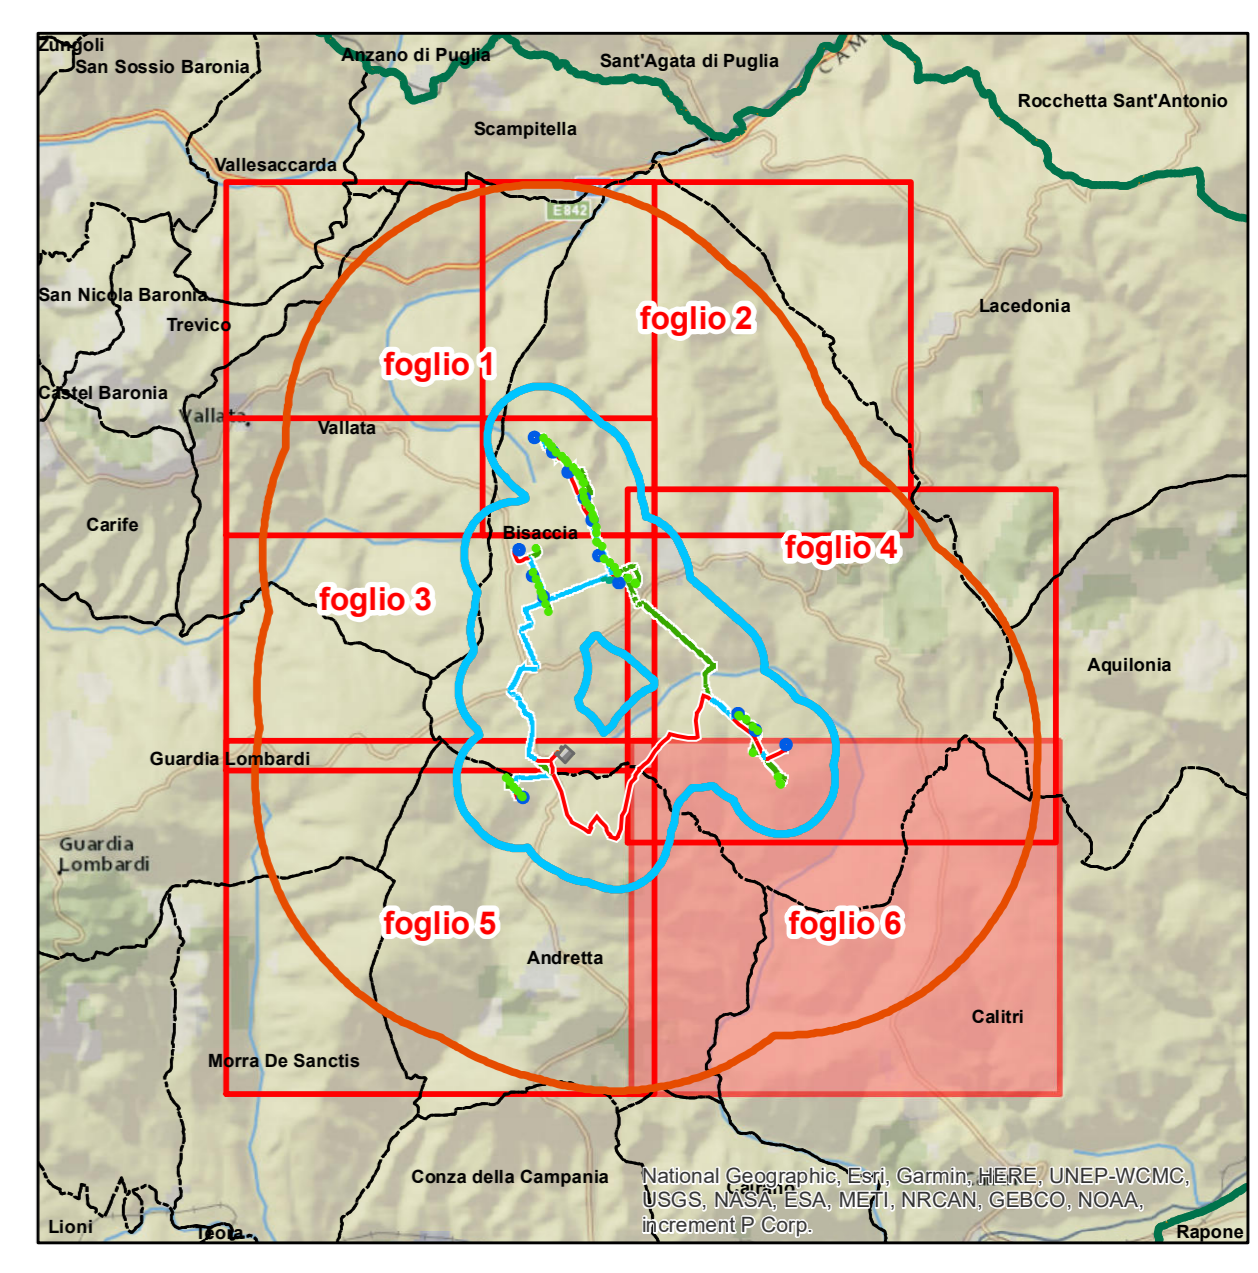 Zungoli
San Sossio Baronia
Anzano di Puglia
Sant'Agata di Puglia
CAM
Rocchetta Sant'Antonio
Scampitella
Vallesaccarda
E842
San Nicola Baronia
Trevico
Lacedonia
foglio 2
foglio 1
Castel Baronia
Vallata
Vallata
Carife
Bisaccia
foglio 4
foglio 3
Aquilonia
Guardia Lombardi
Guardia
Lombardi
foglio 5
foglio 6
Andretta
Calitri
Morra De Sanctis
Conza della Campania
National Geographic, Esri, Garmin, HERE, UNEP-WCMC,
USGS, NASA, ESA, METI, NRCAN, GEBCO, NOAA,
increment P Corp.
Cairano
Lioni
Teora
Rapone